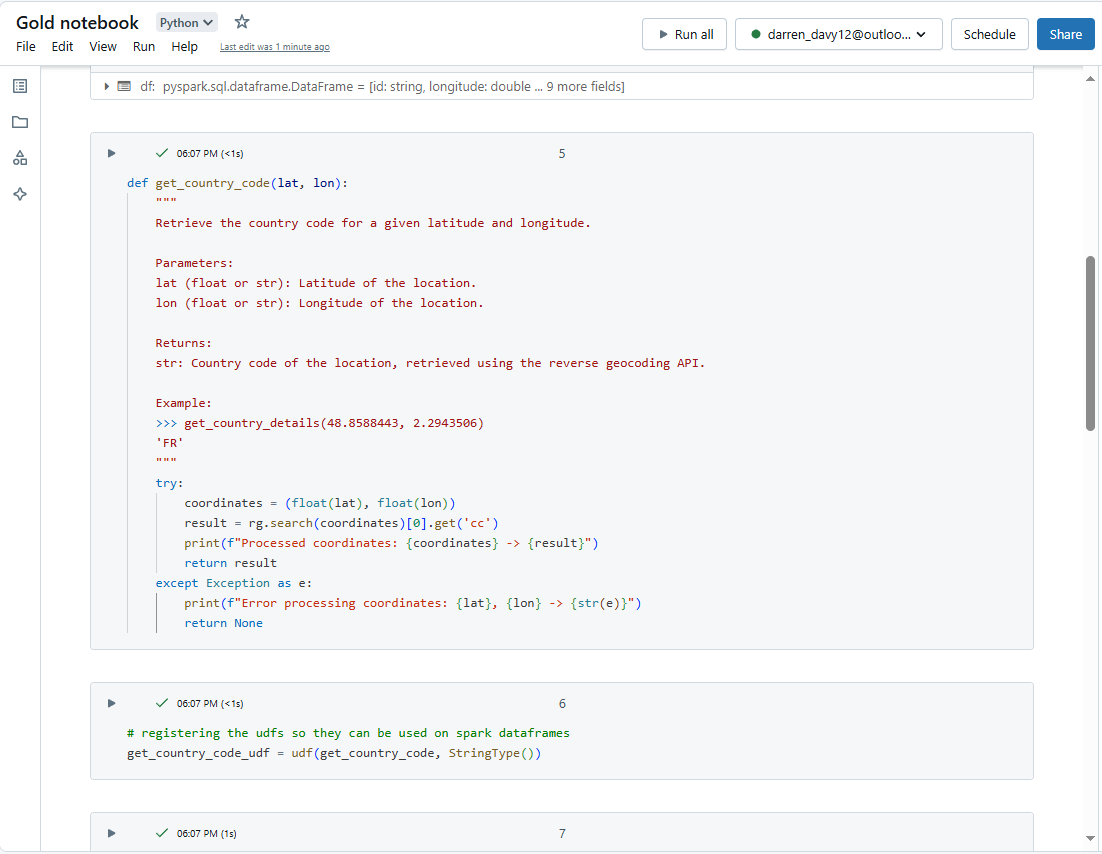 Gold notebook Python
File Edit View Run Help Last edit was 1 minute ago
Run all darren_davy12@outloo... Schedule Share
df: pyspark.sql.dataframe.DataFrame = [id: string, longitude: double ... 9 more fields]
06:07 PM (<1s) 5
def get_country_code(lat, lon):
"""
Retrieve the country code for a given latitude and longitude.
Parameters:
lat (float or str): Latitude of the location.
lon (float or str): Longitude of the location.
Returns:
str: Country code of the location, retrieved using the reverse geocoding API.
Example:
>>> get_country_details(48.8588443, 2.2943506)
'FR'
"""
try:
coordinates = (float(lat), float(lon))
result = rg.search(coordinates)[0].get('cc')
print(f"Processed coordinates: {coordinates} -> {result}")
return result
except Exception as e:
print(f"Error processing coordinates: {lat}, {lon} -> {str(e)}")
return None
06:07 PM (<1s) 6
# registering the udfs so they can be used on spark dataframes
get_country_code_udf = udf(get_country_code, StringType())
06:07 PM (1s) 7